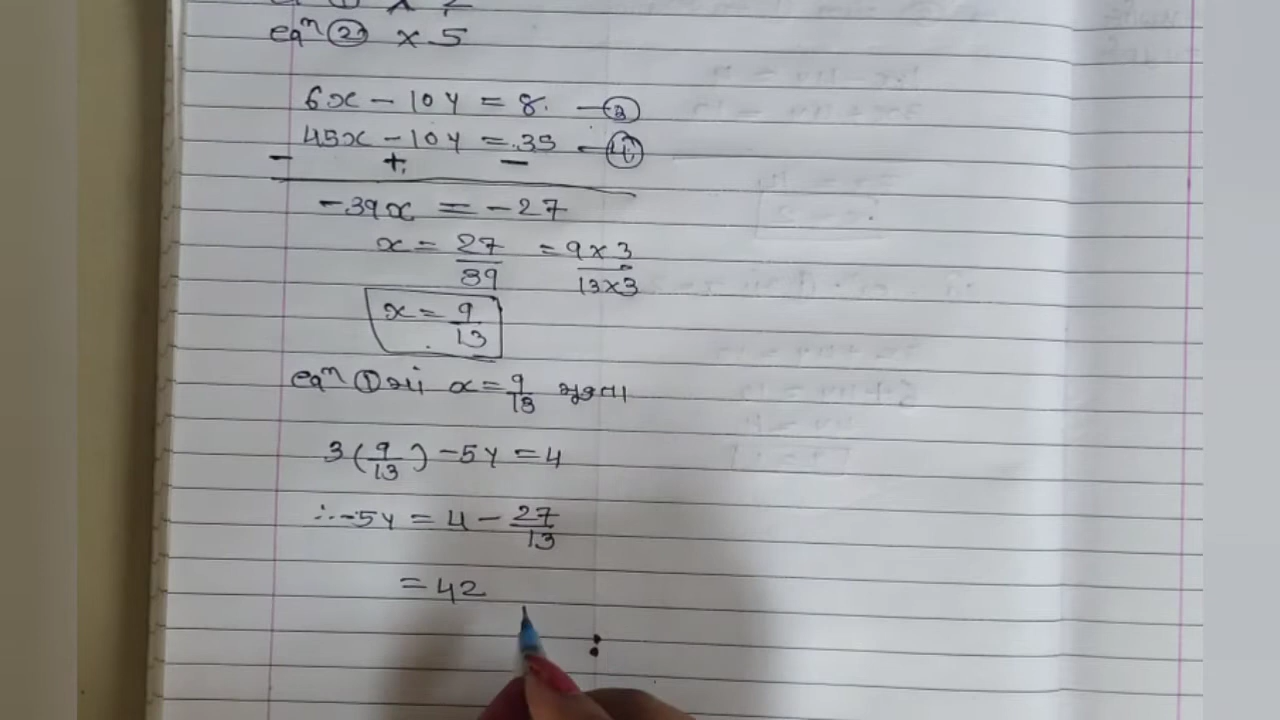 eqⁿ ② × 5
6x - 10y = 8. -③
45x - 10y = .35 -④
- + -
-39x = -27
x = 27/39 = 9×3/13×3
x = 9/13
eqⁿ ① માં x = 9/13 મૂકતા
3(9/13) - 5y = 4
∴ -5y = 4 - 27/13
= 42